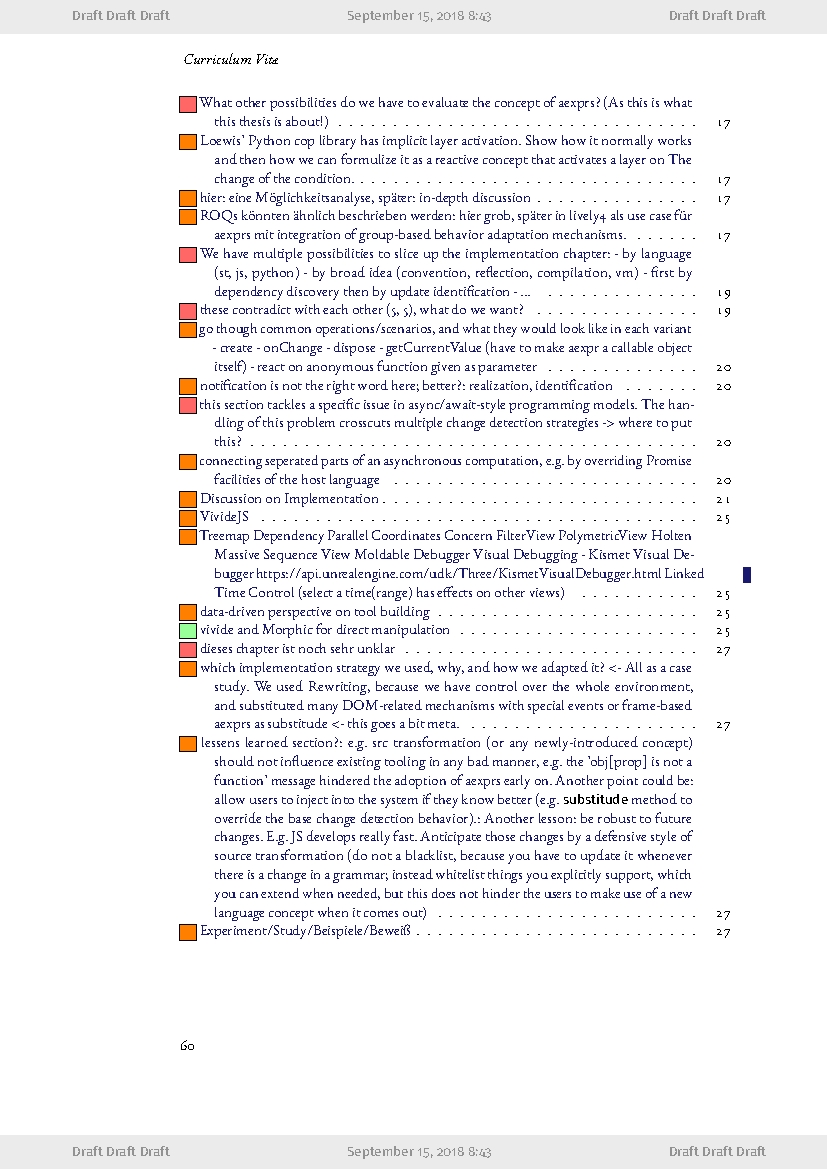 Draft Draft Draft September 15, 2018 8:43 Draft Draft Draft
Curriculum Vitæ
What other possibilities do we have to evaluate the concept of aexprs? (As this is what
this thesis is about!) . . . . . . . . . . . . . . . . . . . . . . . . . . . . . . . . 17
Loewis' Python cop library has implicit layer activation. Show how it normally works
and then how we can formulize it as a reactive concept that activates a layer on The
change of the condition. . . . . . . . . . . . . . . . . . . . . . . . . . . . . . . 17
hier: eine Möglichkeitsanalyse, später: in-depth discussion . . . . . . . . . . . . . . . 17
ROQs könnten ähnlich beschrieben werden: hier grob, später in lively4 als use case für
aexprs mit integration of group-based behavior adaptation mechanisms. . . . . . . 17
We have multiple possibilities to slice up the implementation chapter: - by language
(st, js, python) - by broad idea (convention, reflection, compilation, vm) - first by
dependency discovery then by update identification - ... . . . . . . . . . . . . . . 19
these contradict with each other (5, 5), what do we want? . . . . . . . . . . . . . . . 19
go though common operations/scenarios, and what they would look like in each variant
- create - onChange - dispose - getCurrentValue (have to make aexpr a callable object
itself) - react on anonymous function given as parameter . . . . . . . . . . . . . . 20
notification is not the right word here; better?: realization, identification . . . . . . . 20
this section tackles a specific issue in async/await-style programming models. The han-
dling of this problem crosscuts multiple change detection strategies -> where to put
this? . . . . . . . . . . . . . . . . . . . . . . . . . . . . . . . . . . . . . . . . 20
connecting seperated parts of an asynchronous computation, e.g. by overriding Promise
facilities of the host language . . . . . . . . . . . . . . . . . . . . . . . . . . . 20
Discussion on Implementation . . . . . . . . . . . . . . . . . . . . . . . . . . . . 21
VivideJS . . . . . . . . . . . . . . . . . . . . . . . . . . . . . . . . . . . . . . . 25
Treemap Dependency Parallel Coordinates Concern FilterView PolymetricView Holten
Massive Sequence View Moldable Debugger Visual Debugging - Kismet Visual De-
bugger https://api.unrealengine.com/udk/Three/KismetVisualDebugger.html Linked
Time Control (select a time(range) has effects on other views) . . . . . . . . . . . 25
data-driven perspective on tool building . . . . . . . . . . . . . . . . . . . . . . . 25
vivide and Morphic for direct manipulation . . . . . . . . . . . . . . . . . . . . . 25
dieses chapter ist noch sehr unklar . . . . . . . . . . . . . . . . . . . . . . . . . . 27
which implementation strategy we used, why, and how we adapted it? <- All as a case
study. We used Rewriting, because we have control over the whole environment,
and substituted many DOM-related mechanisms with special events or frame-based
aexprs as substitude <- this goes a bit meta. . . . . . . . . . . . . . . . . . . . . . 27
lessens learned section?: e.g. src transformation (or any newly-introduced concept)
should not influence existing tooling in any bad manner, e.g. the 'obj[prop] is not a
function' message hindered the adoption of aexprs early on. Another point could be:
allow users to inject into the system if they know better (e.g. substitude method to
override the base change detection behavior).: Another lesson: be robust to future
changes. E.g. JS develops really fast. Anticipate those changes by a defensive style of
source transformation (do not a blacklist, because you have to update it whenever
there is a change in a grammar; instead whitelist things you explicitly support, which
you can extend when needed, but this does not hinder the users to make use of a new
language concept when it comes out) . . . . . . . . . . . . . . . . . . . . . . . 27
Experiment/Study/Beispiele/Beweiß . . . . . . . . . . . . . . . . . . . . . . . . . 27
60
Draft Draft Draft September 15, 2018 8:43 Draft Draft Draft